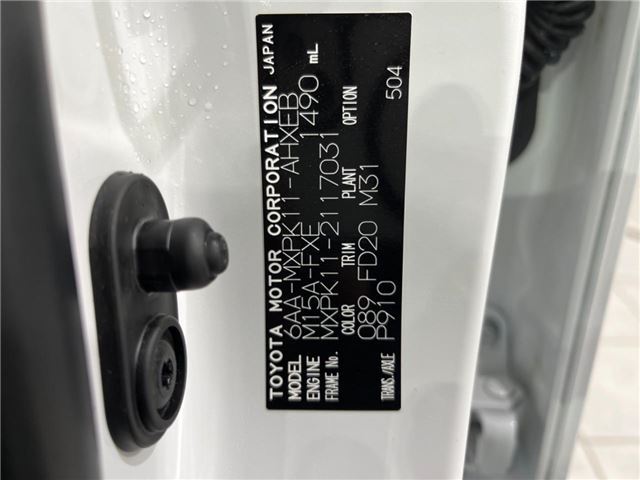 TOYOTA MOTOR CORPORATION JAPAN
MODEL 6AA-MXPK11-AHXEB
ENGINE M15A-FXE 1490 mL
FRAME No. MXPK11-2117031
COLOR TRIM PLANT OPTION
089 FD20 M31
TRANS./AXLE P910 504